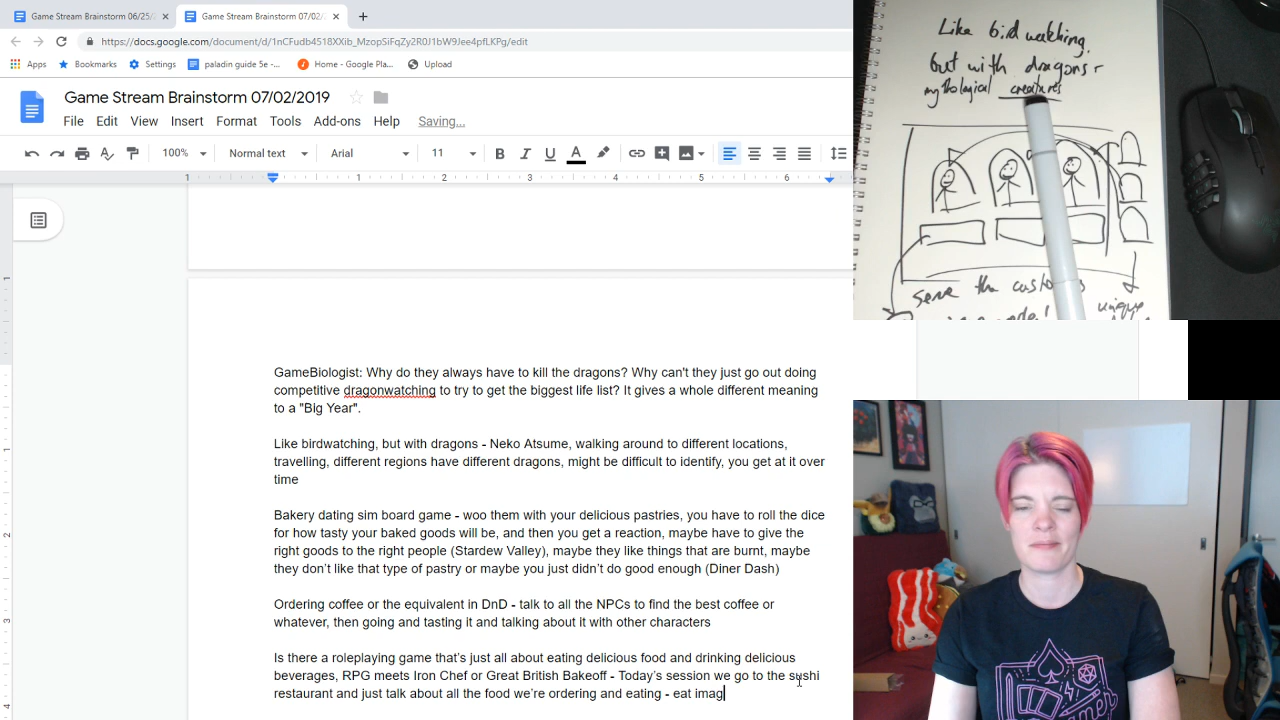 Game Stream Brainstorm 06/25/
Game Stream Brainstorm 07/02/
https://docs.google.com/document/d/1nCFudb4518XXib_MzopSiFqZy2R0J1bW9Jee4pfLKPg/edit
Apps
Bookmarks
Settings
paladin guide 5e -...
Home - Google Pla...
Upload
Game Stream Brainstorm 07/02/2019
File Edit View Insert Format Tools Add-ons Help Saving...
100% Normal text Arial 11 B I U A
1 1 2 3 4 5 6
GameBiologist: Why do they always have to kill the dragons? Why can't they just go out doing
competitive dragonwatching to try to get the biggest life list? It gives a whole different meaning
to a "Big Year".
Like birdwatching, but with dragons - Neko Atsume, walking around to different locations,
travelling, different regions have different dragons, might be difficult to identify, you get at it over
time
Bakery dating sim board game - woo them with your delicious pastries, you have to roll the dice
for how tasty your baked goods will be, and then you get a reaction, maybe have to give the
right goods to the right people (Stardew Valley), maybe they like things that are burnt, maybe
they don't like that type of pastry or maybe you just didn't do good enough (Diner Dash)
Ordering coffee or the equivalent in DnD - talk to all the NPCs to find the best coffee or
whatever, then going and tasting it and talking about it with other characters
Is there a roleplaying game that's just all about eating delicious food and drinking delicious
beverages, RPG meets Iron Chef or Great British Bakeoff - Today's session we go to the sushi
restaurant and just talk about all the food we're ordering and eating - eat imag
Like bird watching,
but with dragons
mythological creatures
serve the
unique